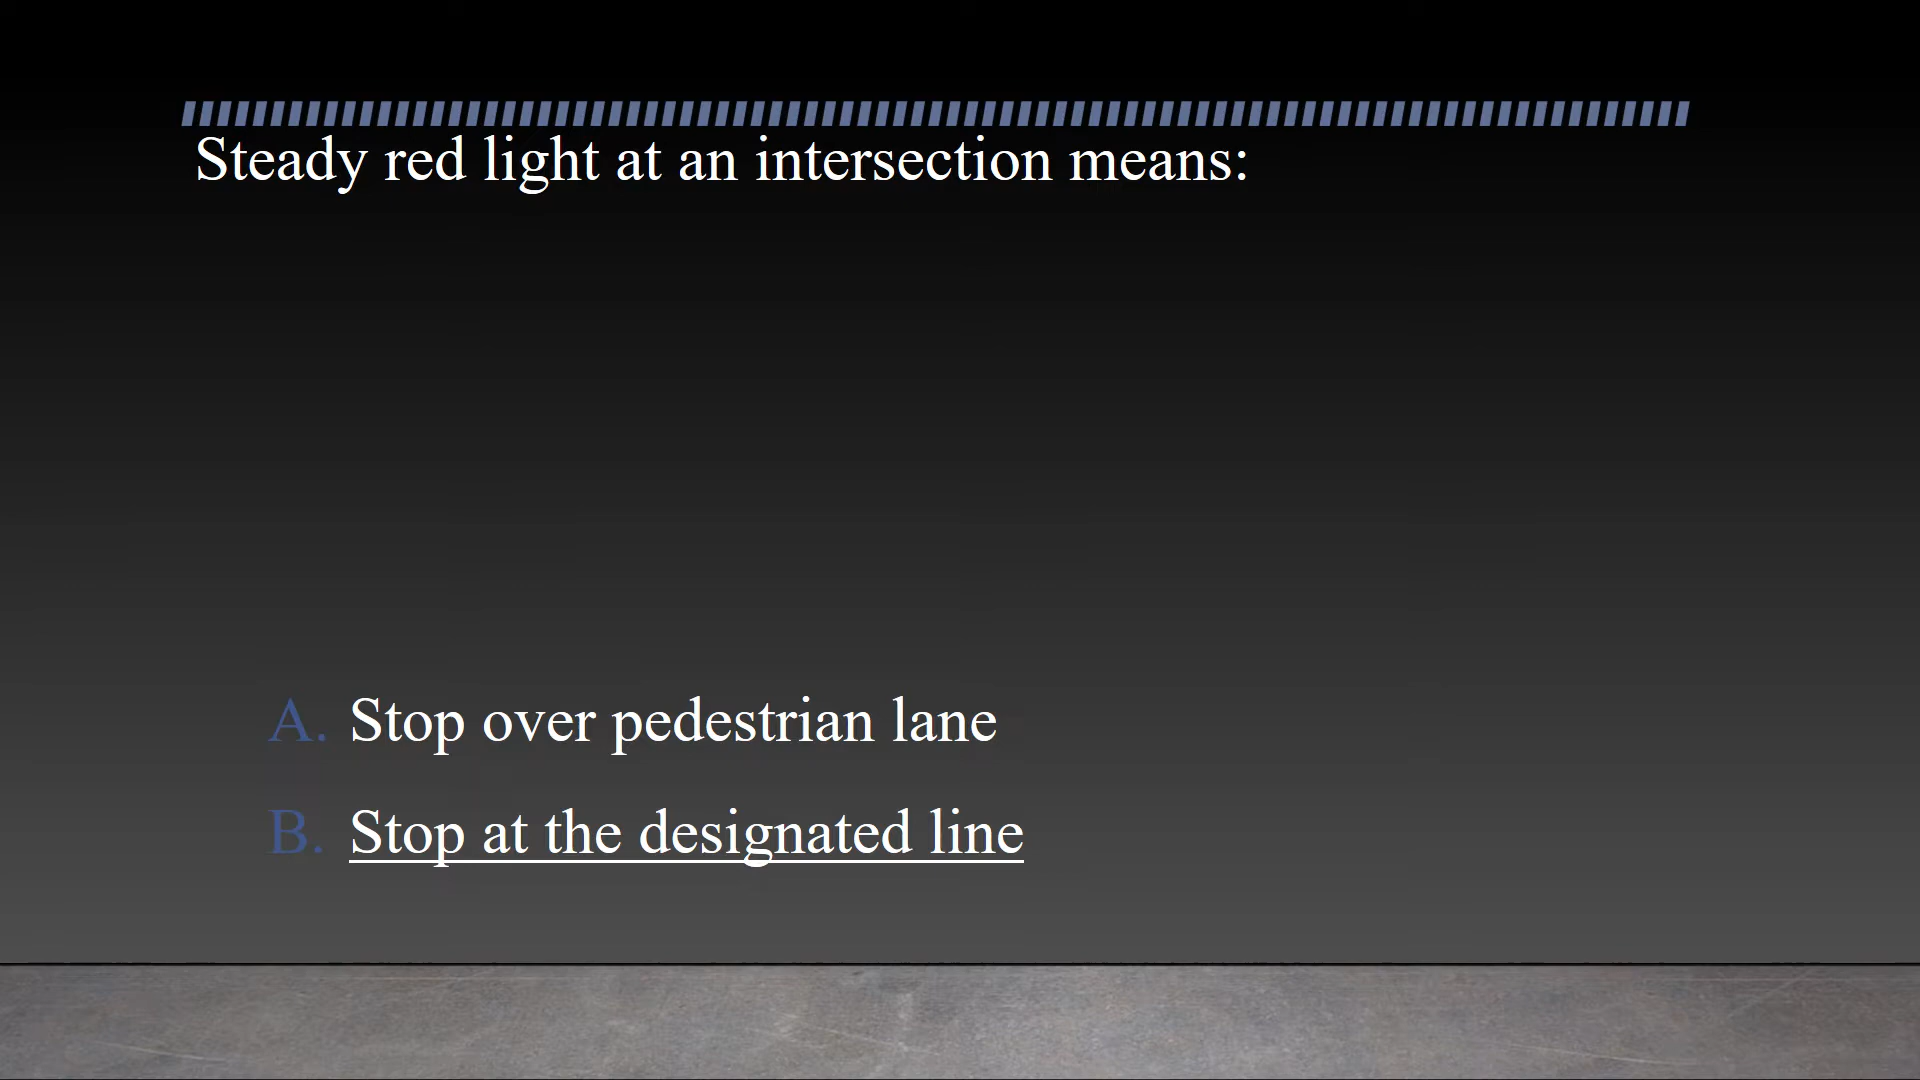 Steady red light at an intersection means:
A. Stop over pedestrian lane
B. Stop at the designated line